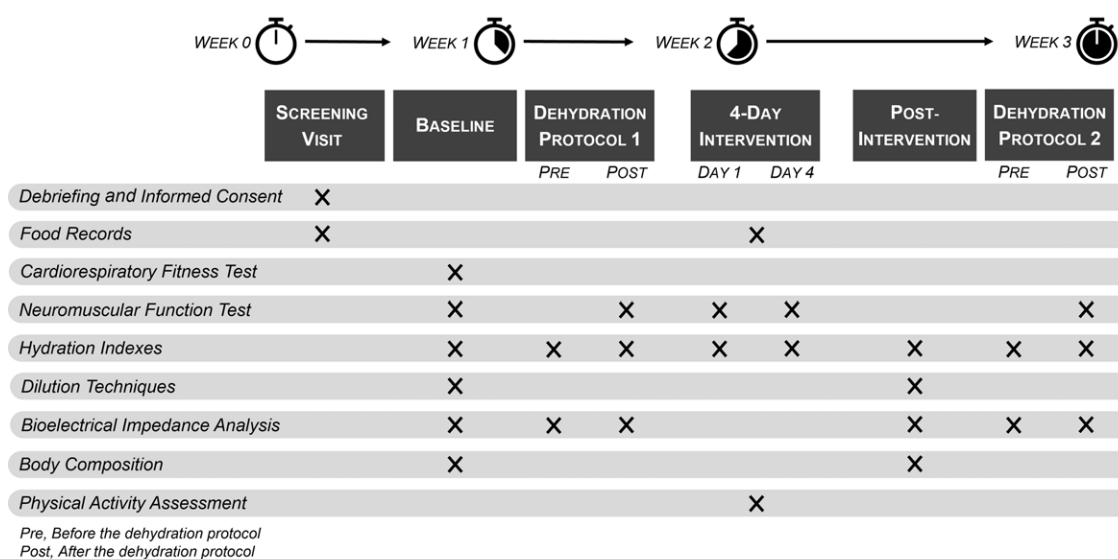 WEEK 0
WEEK 1
WEEK 2
WEEK 3
SCREENING VISIT
BASELINE
DEHYDRATION PROTOCOL 1
4-DAY INTERVENTION
POST-INTERVENTION
DEHYDRATION PROTOCOL 2
PRE POST DAY 1 DAY 4 PRE POST
Debriefing and Informed Consent
Food Records
Cardiorespiratory Fitness Test
Neuromuscular Function Test
Hydration Indexes
Dilution Techniques
Bioelectrical Impedance Analysis
Body Composition
Physical Activity Assessment
Pre, Before the dehydration protocol
Post, After the dehydration protocol